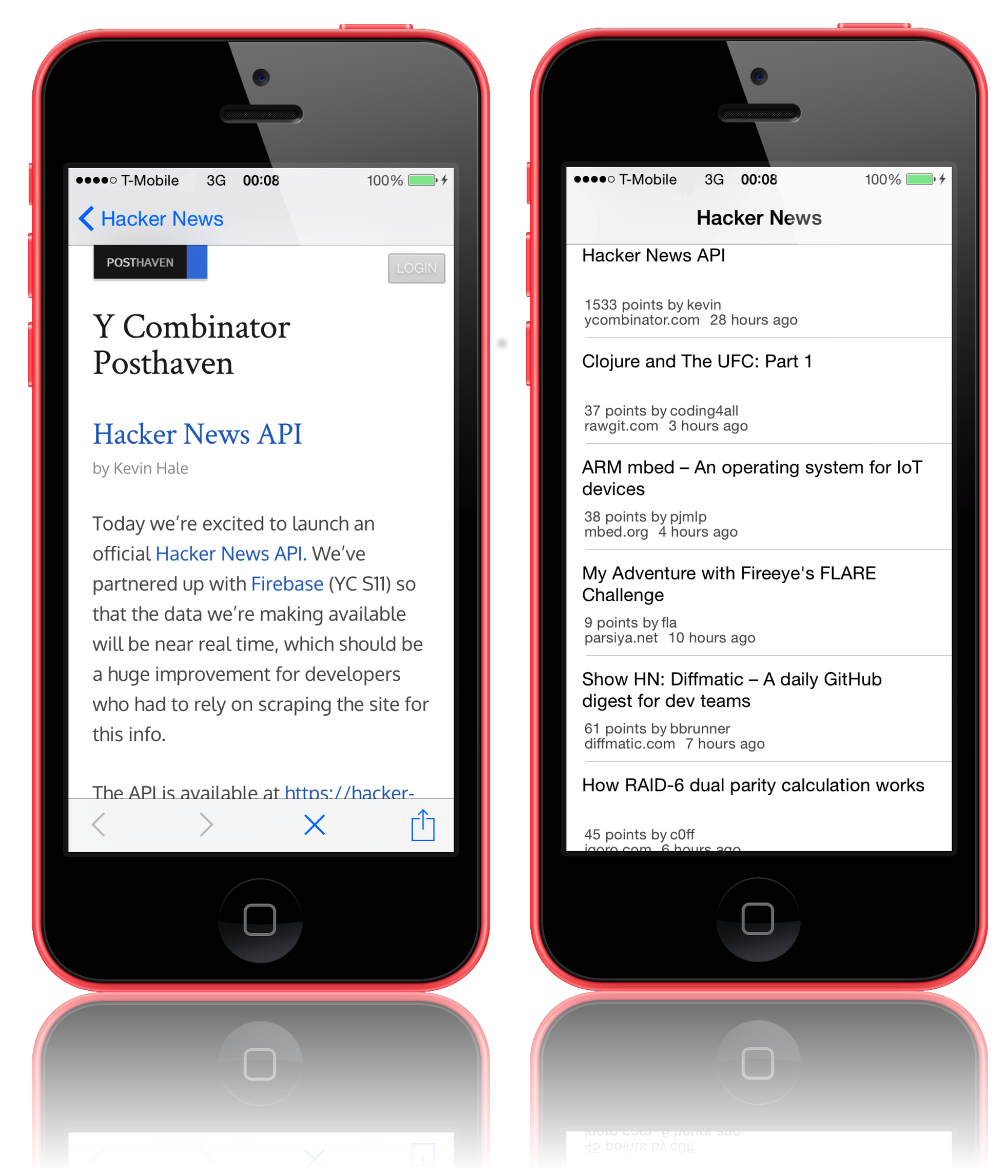 T-Mobile 3G 00:08 100%
Hacker News
POSTHAVEN
LOGIN
Y Combinator
Posthaven
Hacker News API
by Kevin Hale
Today we're excited to launch an
official Hacker News API. We've
partnered up with Firebase (YC S11) so
that the data we're making available
will be near real time, which should be
a huge improvement for developers
who had to rely on scraping the site for
this info.
The API is available at https://hacker-
T-Mobile 3G 00:08 100%
Hacker News
Hacker News API
1533 points by kevin
ycombinator.com 28 hours ago
Clojure and The UFC: Part 1
37 points by coding4all
rawgit.com 3 hours ago
ARM mbed – An operating system for IoT
devices
38 points by pjmlp
mbed.org 4 hours ago
My Adventure with Fireeye's FLARE
Challenge
9 points by fla
parsiya.net 10 hours ago
Show HN: Diffmatic – A daily GitHub
digest for dev teams
61 points by bbrunner
diffmatic.com 7 hours ago
How RAID-6 dual parity calculation works
45 points by c0ff
igoro.com 6 hours ago